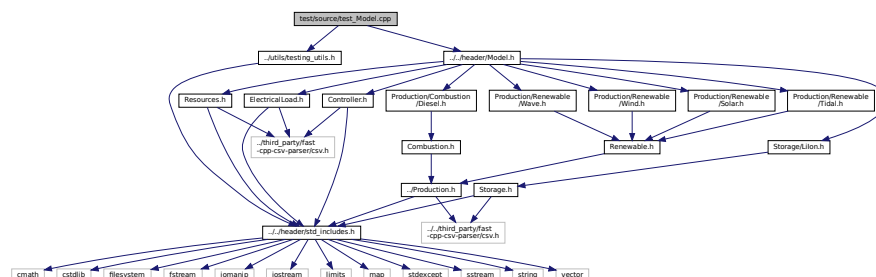 test/source/test_Model.cpp
../utils/testing_utils.h
../../header/Model.h
Resources.h
ElectricalLoad.h
Controller.h
Production/Combustion
/Diesel.h
Production/Renewable
/Wave.h
Production/Renewable
/Wind.h
Production/Renewable
/Solar.h
Production/Renewable
/Tidal.h
../third_party/fast
-cpp-csv-parser/csv.h
Combustion.h
Renewable.h
Storage/LiIon.h
../Production.h
Storage.h
../../header/std_includes.h
../../third_party/fast
-cpp-csv-parser/csv.h
cmath
cstdlib
filesystem
fstream
iomanip
iostream
limits
map
stdexcept
sstream
string
vector